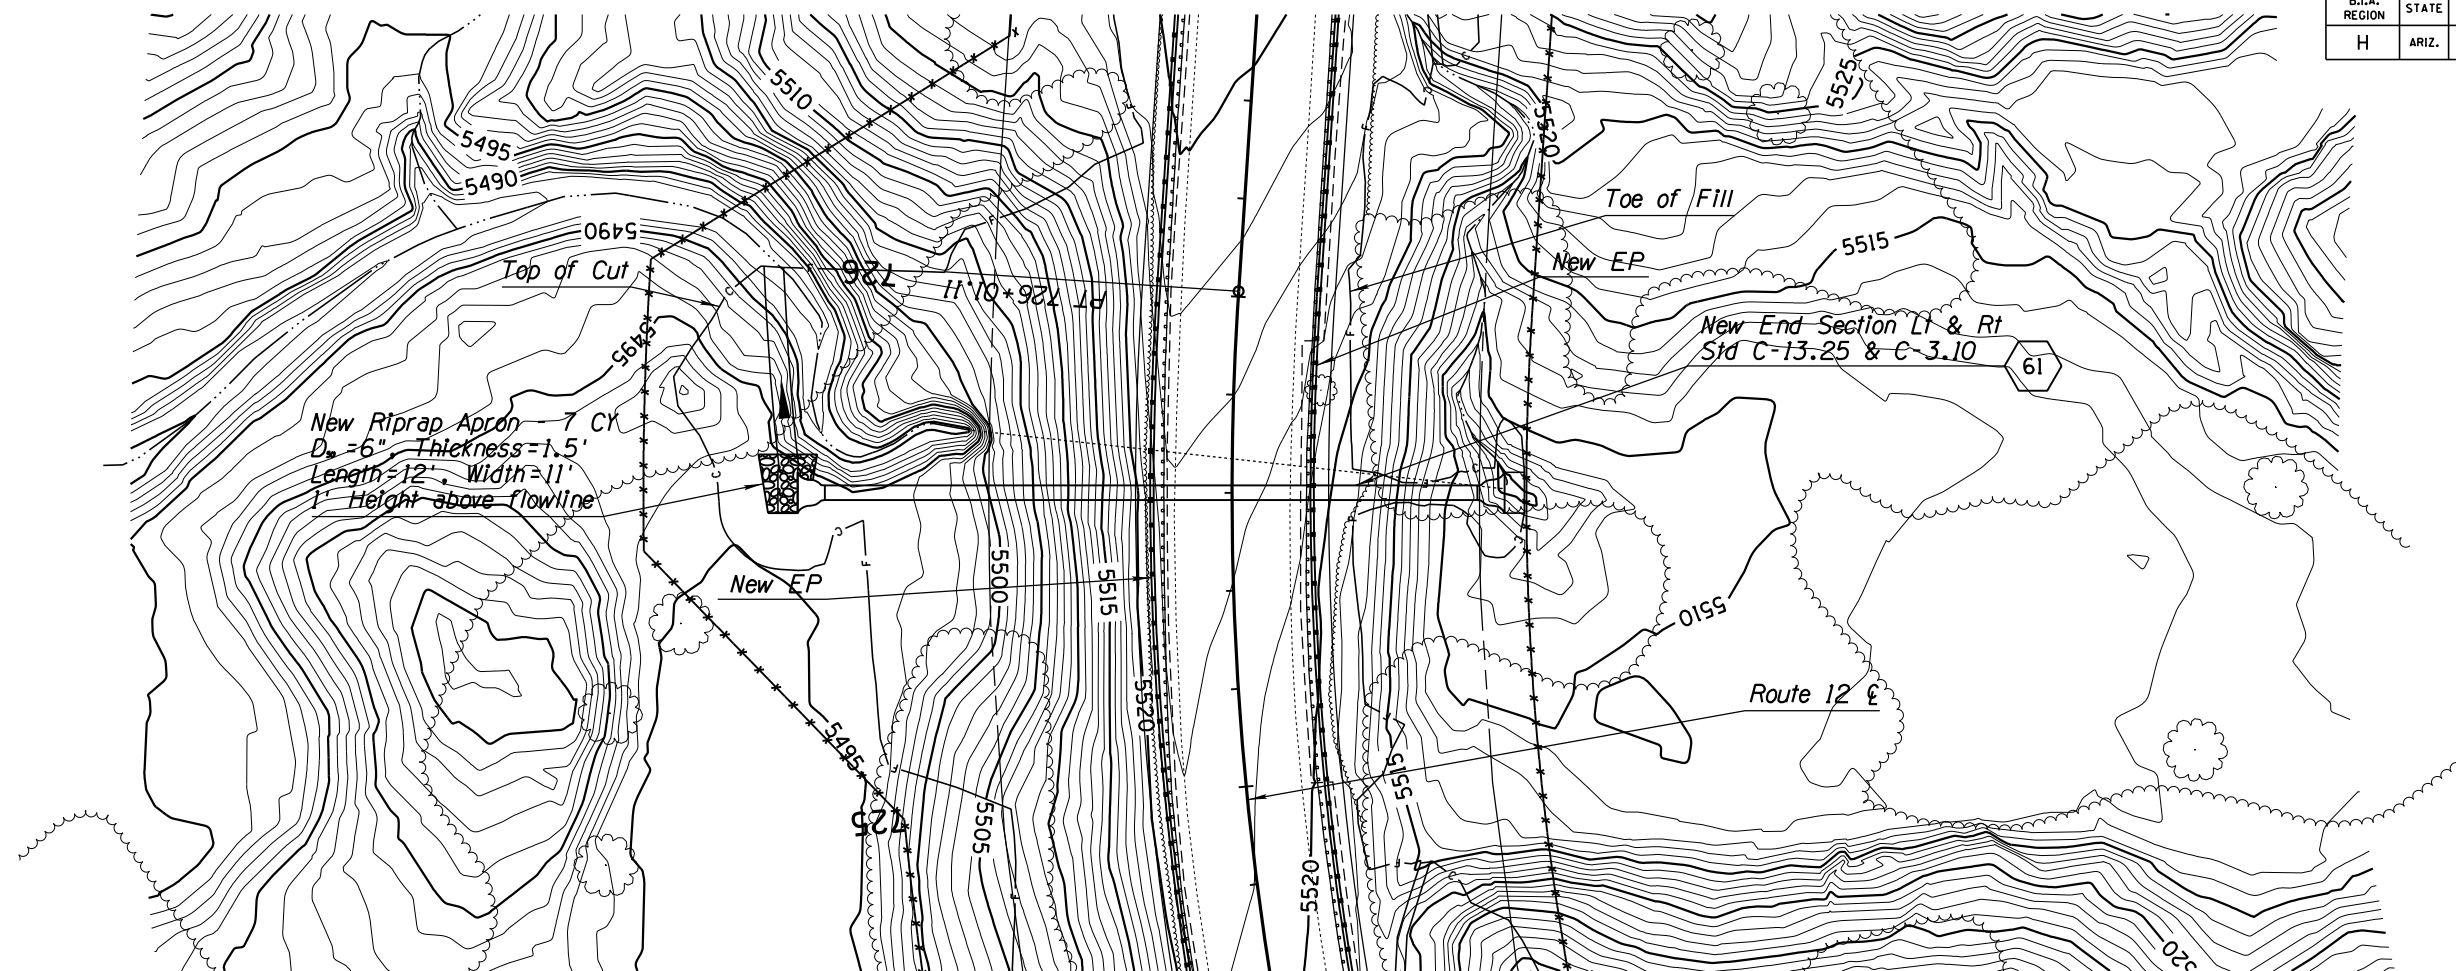 B.I.A.
REGION
STATE
H
ARIZ.
5510
5525
5495
5490
5520
5490
Toe of Fill
5515
Top of Cut
New EP
726
PT 726+01.11
5495
New End Section Lt & Rt
Std C-13.25 & C-3.10
61
New Riprap Apron - 7 CY
D50=6", Thickness=1.5'
Length=12', Width=11'
1' Height above flowline
C
C
C
F
F
F
F
F
C
C
New EP
5500
5515
5510
5520
Route 12 ℄
5495
5515
725
5505
5520
F
C
F
5520